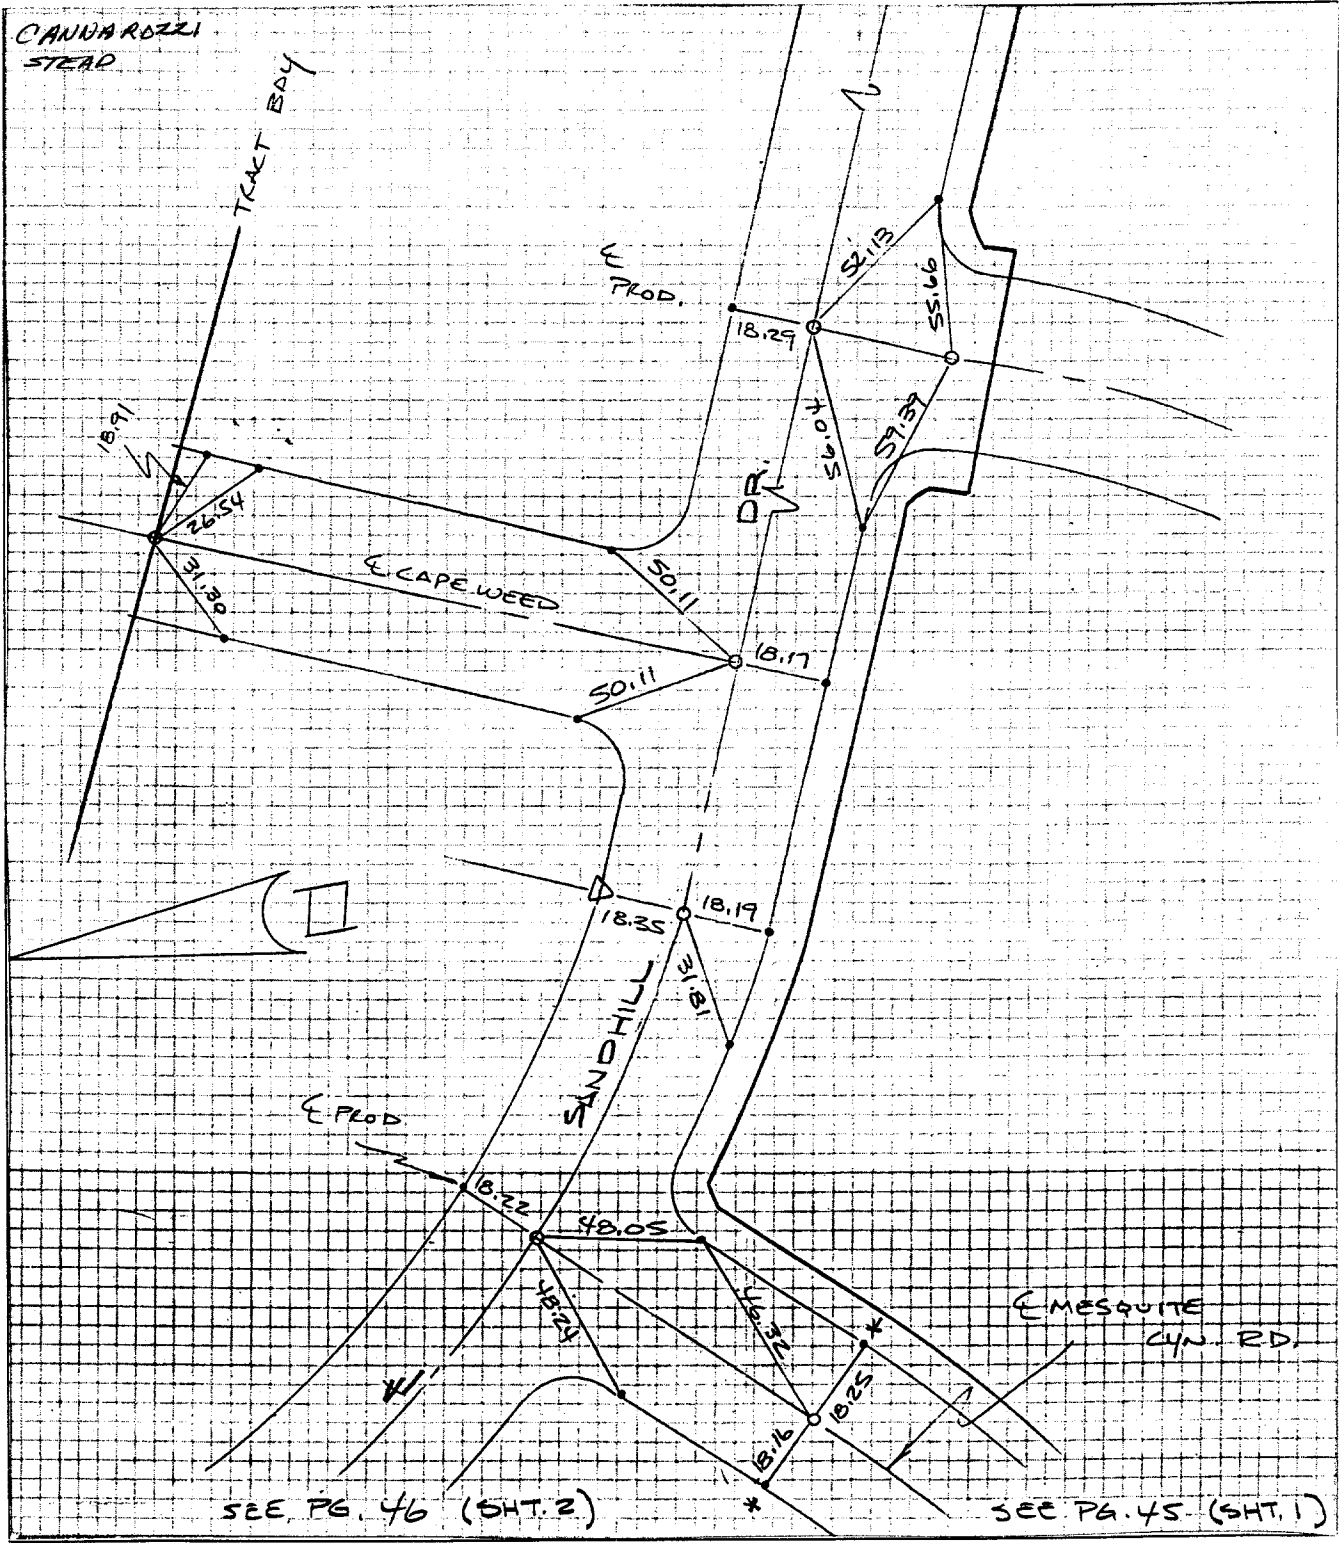 CANNAROZZI
STEAD
TRACT BDY
℄
PROD.
52.13
55.66
18.29
56.04
59.39
18.91
26.54
31.30
DR.
℄ CAPE WEED
50.11
18.17
50.11
18.35
18.19
31.81
SANDHILL
℄ PROD
18.22
48.05
48.24
46.32
*
℄ MESQUITE
CYN. RD.
18.25
18.16
*
SEE PG. 46 (SHT. 2)
SEE PG. 45 (SHT. 1)